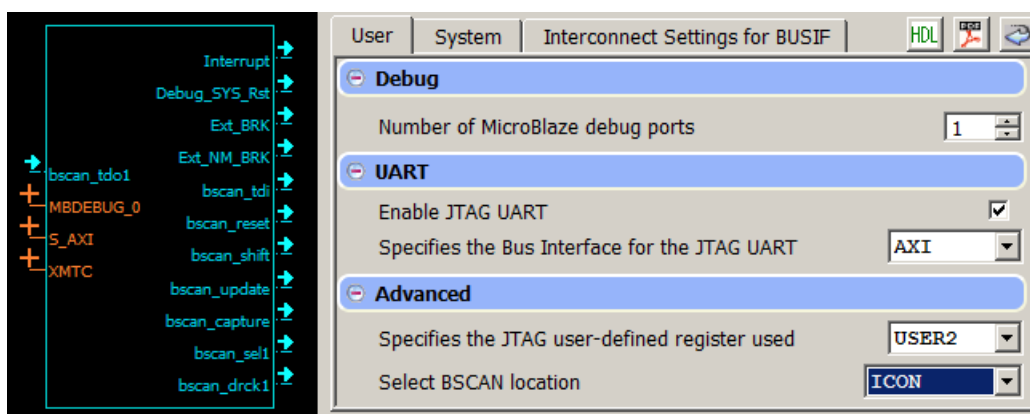 Interrupt
Debug_SYS_Rst
Ext_BRK
Ext_NM_BRK
bscan_tdi
bscan_reset
bscan_shift
bscan_update
bscan_capture
bscan_sel1
bscan_drck1
bscan_tdo1
MBDEBUG_0
S_AXI
XMTC
User System Interconnect Settings for BUSIF HDL PDF
Debug
Number of MicroBlaze debug ports 1
UART
Enable JTAG UART
Specifies the Bus Interface for the JTAG UART AXI
Advanced
Specifies the JTAG user-defined register used USER2
Select BSCAN location ICON